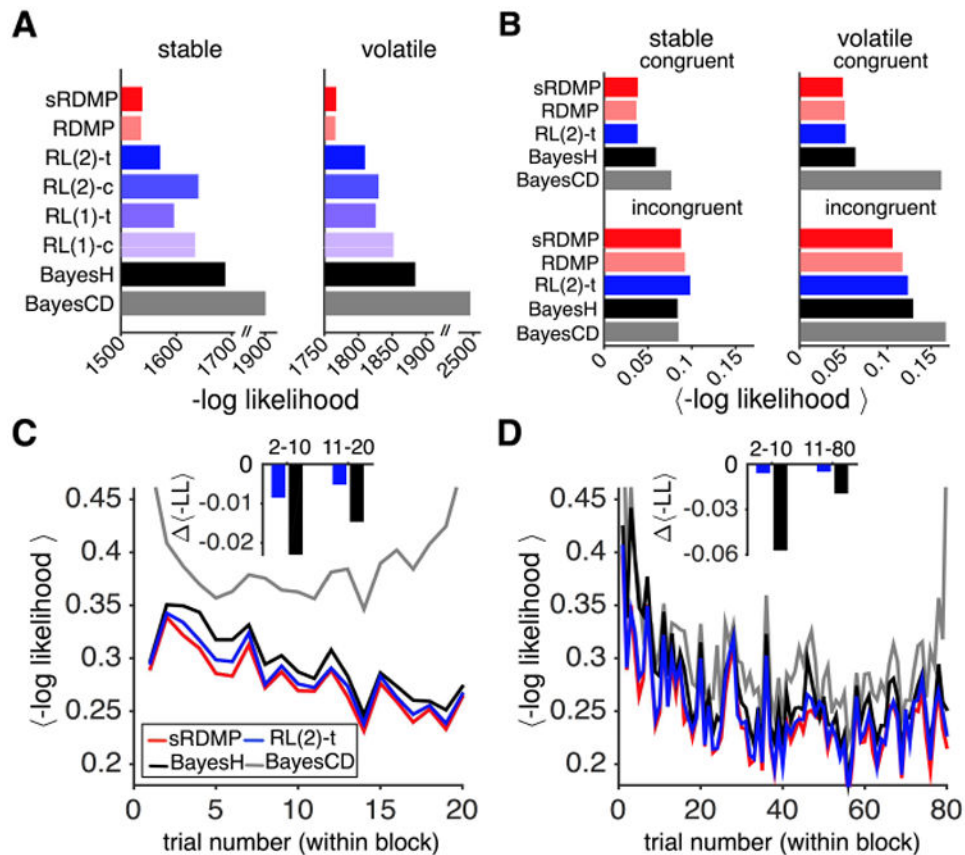 A
stable
volatile
sRDMP
RDMP
RL(2)-t
RL(2)-c
RL(1)-t
RL(1)-c
BayesH
BayesCD
1500
1600
1700
//
1900
1750
1800
1850
1900
//
2500
-log likelihood
B
stable
congruent
volatile
congruent
sRDMP
RDMP
RL(2)-t
BayesH
BayesCD
incongruent
incongruent
sRDMP
RDMP
RL(2)-t
BayesH
BayesCD
0
0.05
0.1
0.15
0
0.05
0.1
0.15
⟨-log likelihood ⟩
C
2-10 11-20
0
-0.01
-0.02
Δ⟨-LL⟩
0.45
0.4
0.35
0.3
0.25
0.2
⟨-log likelihood ⟩
sRDMP RL(2)-t
BayesH BayesCD
0 5 10 15 20
trial number (within block)
D
2-10 11-80
0
-0.03
-0.06
Δ⟨-LL⟩
0.45
0.4
0.35
0.3
0.25
0.2
⟨-log likelihood ⟩
0 20 40 60 80
trial number (within block)